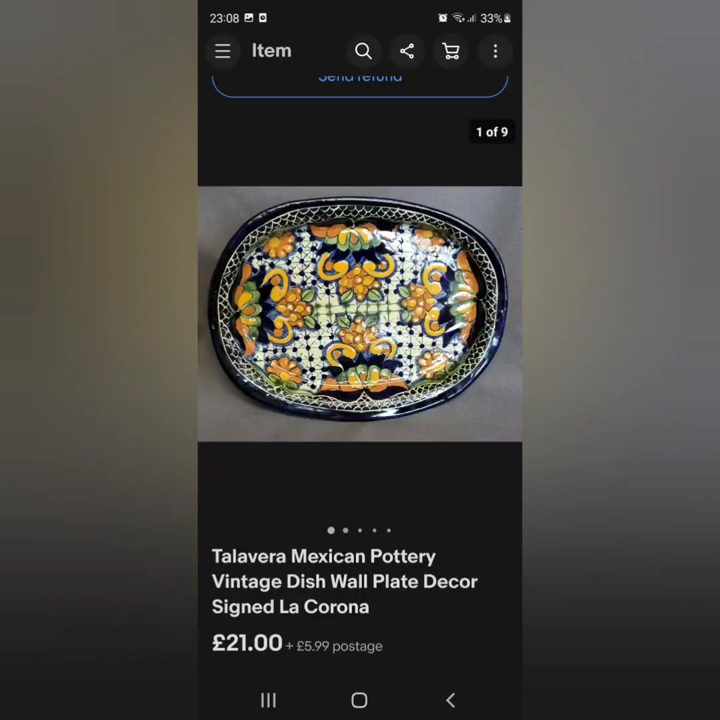 23:08
33%
Item
Send refund
1 of 9
Talavera Mexican Pottery
Vintage Dish Wall Plate Decor
Signed La Corona
£21.00 + £5.99 postage